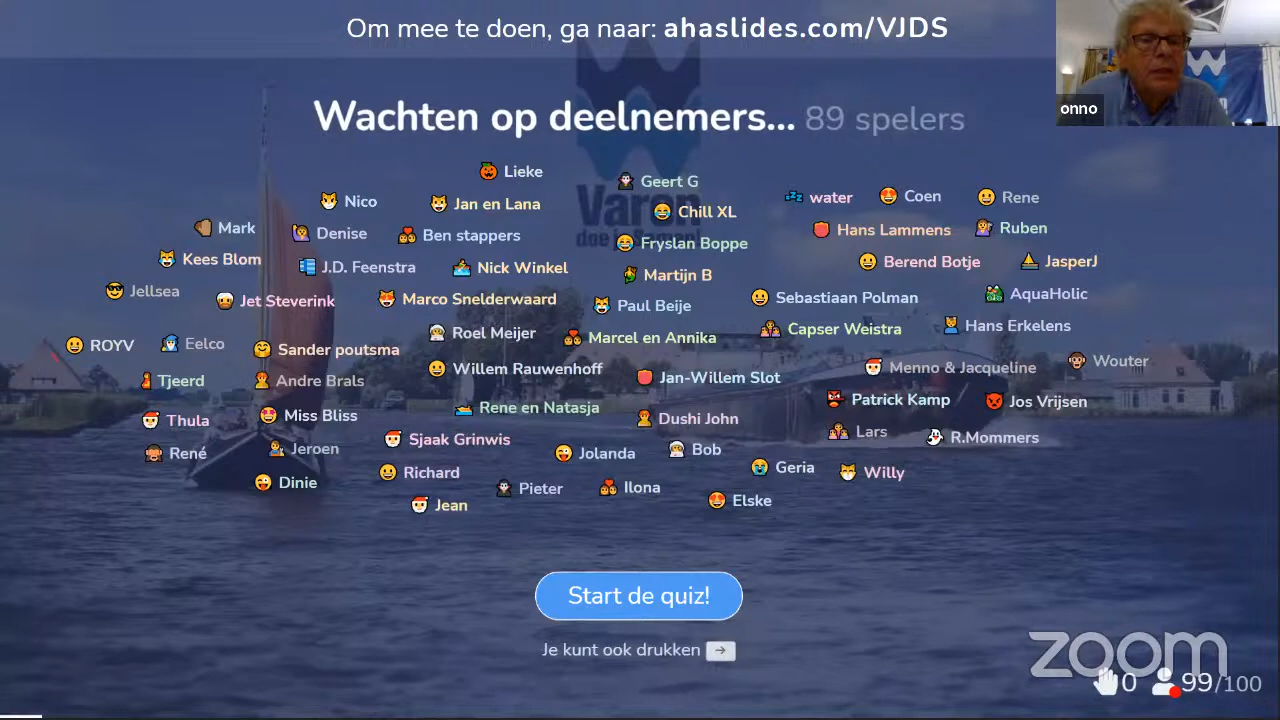 Om mee te doen, ga naar: ahaslides.com/VJDS
onno
Wachten op deelnemers... 89 spelers
Varen
doe je Samen!
Lieke
Geert G
Nico
Jan en Lana
Chill XL
water
Coen
Rene
Mark
Denise
Ben stappers
Fryslan Boppe
Hans Lammens
Ruben
Kees Blom
J.D. Feenstra
Nick Winkel
Martijn B
Berend Botje
JasperJ
Jellsea
Jet Steverink
Marco Snelderwaard
Paul Beije
Sebastiaan Polman
AquaHolic
ROYV
Eelco
Sander poutsma
Roel Meijer
Marcel en Annika
Capser Weistra
Hans Erkelens
Tjeerd
Andre Brals
Willem Rauwenhoff
Jan-Willem Slot
Menno & Jacqueline
Wouter
Thula
Miss Bliss
Rene en Natasja
Dushi John
Patrick Kamp
Jos Vrijsen
René
Jeroen
Sjaak Grinwis
Jolanda
Bob
Lars
R.Mommers
Dinie
Richard
Pieter
Ilona
Geria
Willy
Jean
Elske
Start de quiz!
Je kunt ook drukken →
zoom
0 99/100